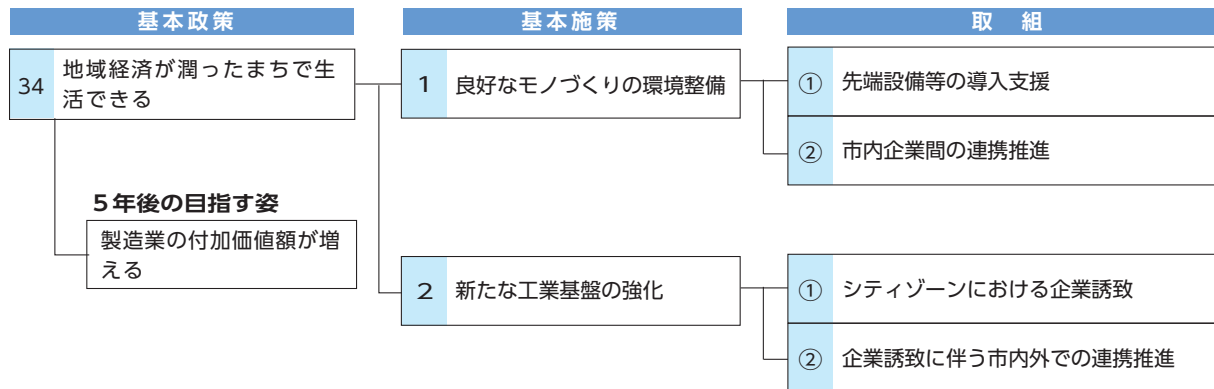 基本政策
基本施策
取　組
34 地域経済が潤ったまちで生
活できる
5年後の目指す姿
製造業の付加価値額が増
える
1 良好なモノづくりの環境整備
① 先端設備等の導入支援
② 市内企業間の連携推進
2 新たな工業基盤の強化
① シティゾーンにおける企業誘致
② 企業誘致に伴う市内外での連携推進